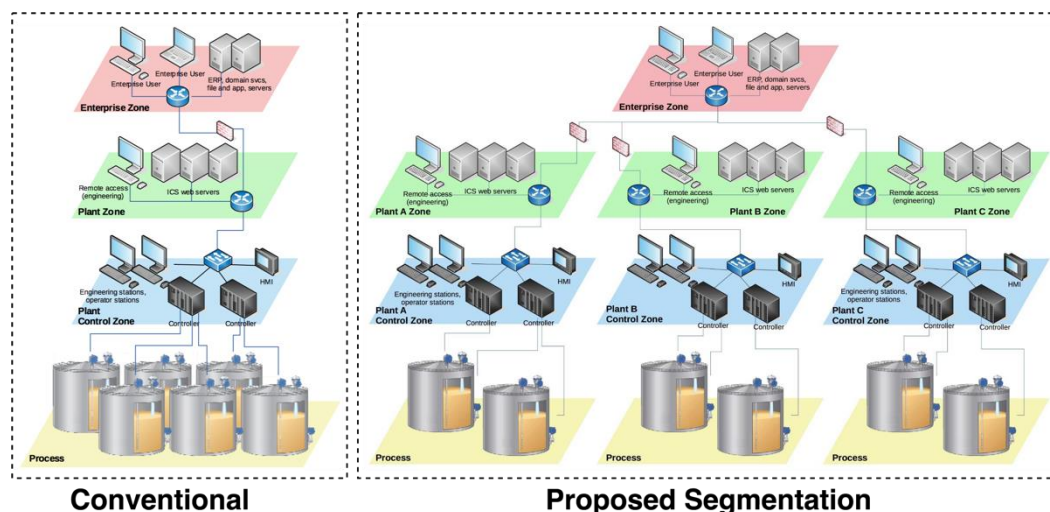 Enterprise User
Enterprise User
ERP, domain svcs,
file and app, servers
Enterprise Zone
Remote access
(engineering)
ICS web servers
Plant Zone
Engineering stations,
operator stations
HMI
Plant
Control Zone
Controller
Controller
Process
Conventional
Enterprise User
Enterprise User
ERP, domain svcs,
file and app, servers
Enterprise Zone
Remote access
(engineering)
ICS web servers
Plant A Zone
Remote access
(engineering)
ICS web servers
Plant B Zone
Remote access
(engineering)
ICS web servers
Plant C Zone
Engineering stations,
operator stations
HMI
Plant A
Control Zone
Controller
HMI
Plant B
Control Zone
Controller
Controller
Engineering stations,
operator stations
HMI
Plant C
Control Zone
Controller
Controller
Process
Process
Process
Proposed Segmentation